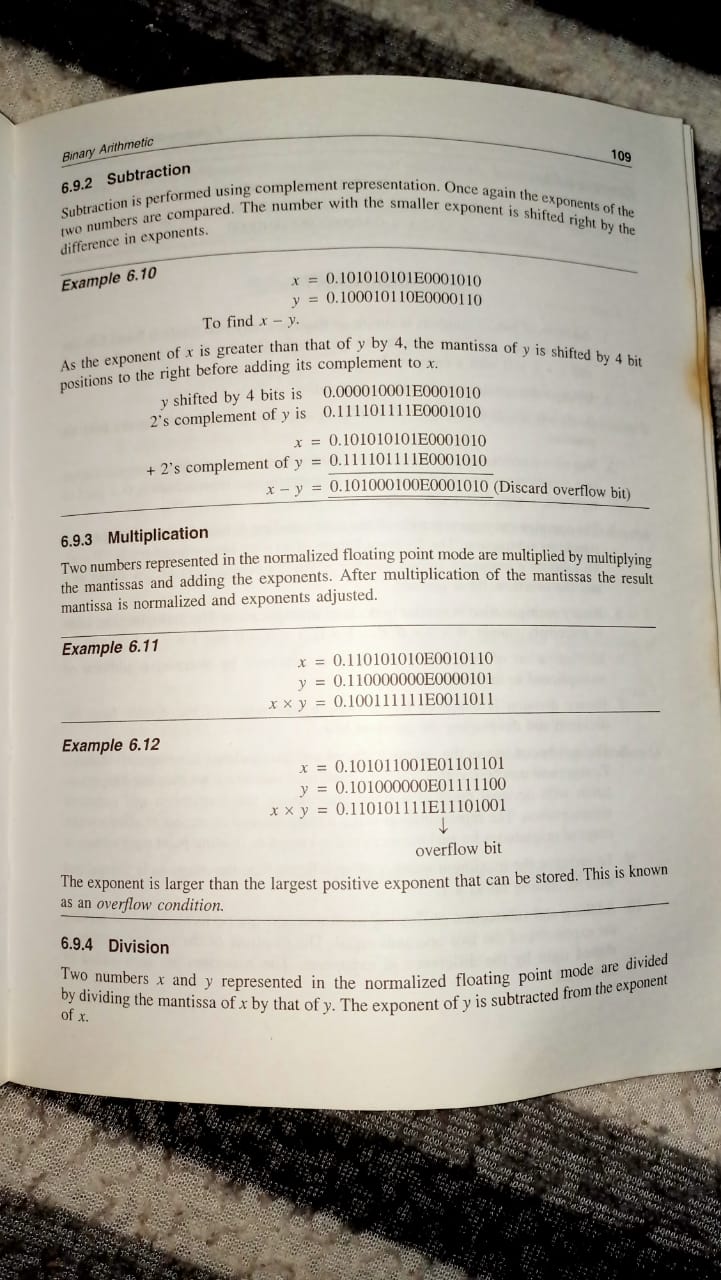 Binary Arithmetic 109
6.9.2 Subtraction
Subtraction is performed using complement representation. Once again the exponents of the
two numbers are compared. The number with the smaller exponent is shifted right by the
difference in exponents.
Example 6.10
x = 0.101010101E0001010
y = 0.100010110E0000110
To find x – y.
As the exponent of x is greater than that of y by 4, the mantissa of y is shifted by 4 bit
positions to the right before adding its complement to x.
y shifted by 4 bits is 0.000010001E0001010
2's complement of y is 0.111101111E0001010
x = 0.101010101E0001010
+ 2's complement of y = 0.111101111E0001010
x – y = 0.101000100E0001010 (Discard overflow bit)
6.9.3 Multiplication
Two numbers represented in the normalized floating point mode are multiplied by multiplying
the mantissas and adding the exponents. After multiplication of the mantissas the result
mantissa is normalized and exponents adjusted.
Example 6.11
x = 0.110101010E0010110
y = 0.110000000E0000101
x × y = 0.100111111E0011011
Example 6.12
x = 0.101011001E01101101
y = 0.101000000E01111100
x × y = 0.110101111E11101001
↓
overflow bit
The exponent is larger than the largest positive exponent that can be stored. This is known
as an overflow condition.
6.9.4 Division
Two numbers x and y represented in the normalized floating point mode are divided
by dividing the mantissa of x by that of y. The exponent of y is subtracted from the exponent
of x.